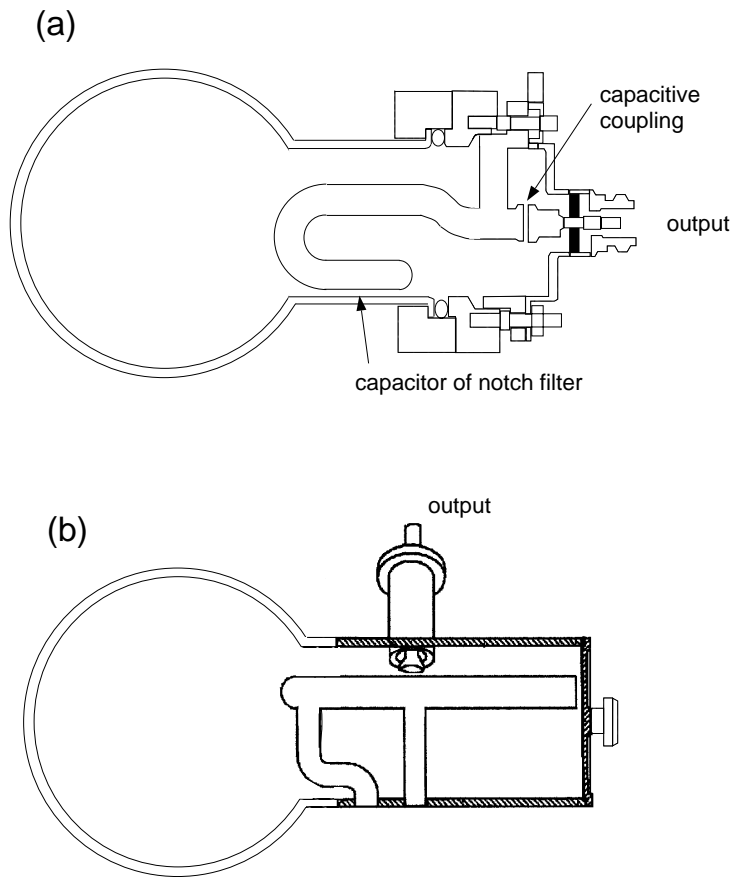 (a)
capacitive
coupling
output
capacitor of notch filter
output
(b)